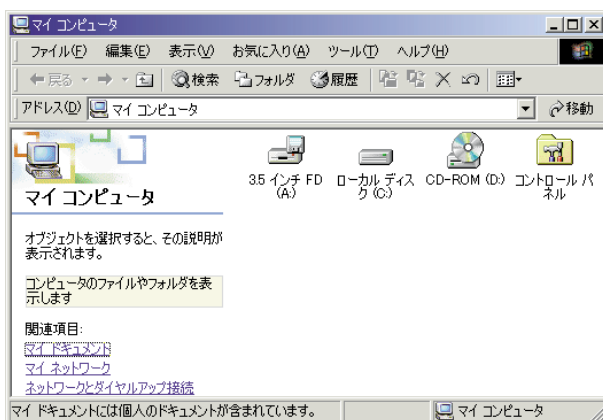 マイ コンピュータ
ファイル(F) 編集(E) 表示(V) お気に入り(A) ツール(T) ヘルプ(H)
戻る 検索 フォルダ 履歴
アドレス(D) マイ コンピュータ 移動
マイ コンピュータ
オブジェクトを選択すると、その説明が
表示されます。
コンピュータのファイルやフォルダを表
示します
関連項目:
マイ ドキュメント
マイ ネットワーク
ネットワークとダイヤルアップ接続
3.5 インチ FD
(A:)
ローカル ディス
ク (C:)
CD-ROM (D:)
コントロール パ
ネル
マイ ドキュメントには個人のドキュメントが含まれています。 マイ コンピュータ